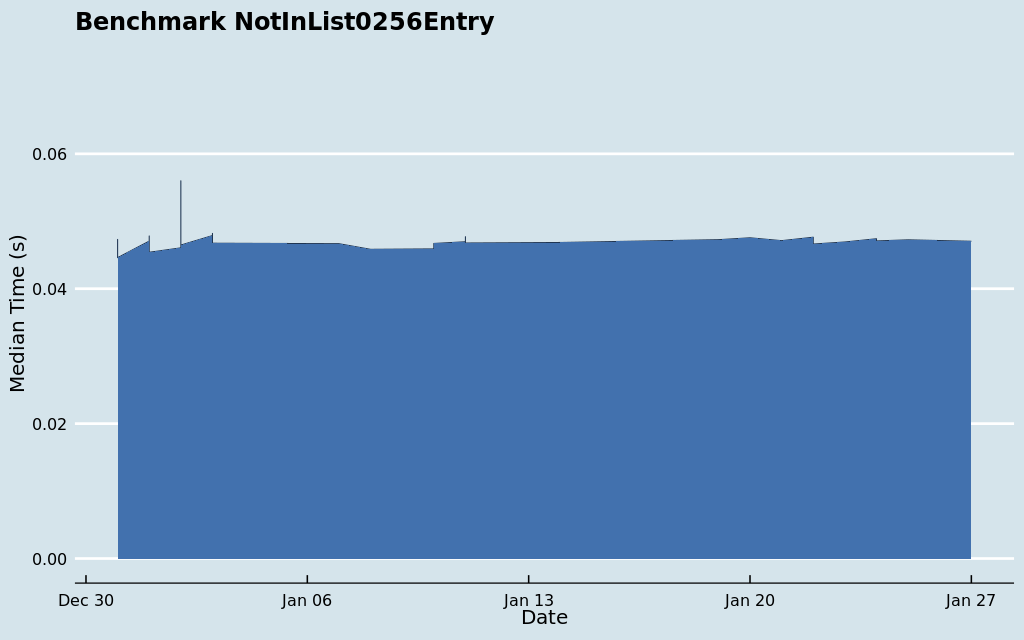 Benchmark NotInList0256Entry
0.06
0.04
0.02
0.00
Median Time (s)
Dec 30 Jan 06 Jan 13 Jan 20 Jan 27
Date